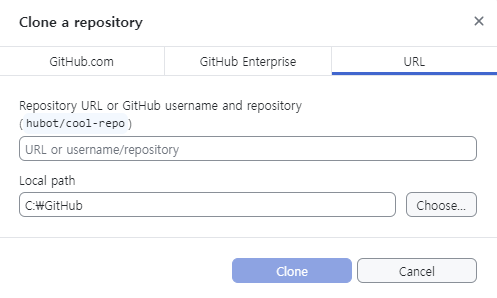 Clone a repository
GitHub.com
GitHub Enterprise
URL
Repository URL or GitHub username and repository
(hubot/cool-repo)
URL or username/repository
Local path
C:₩GitHub
Choose...
Clone
Cancel